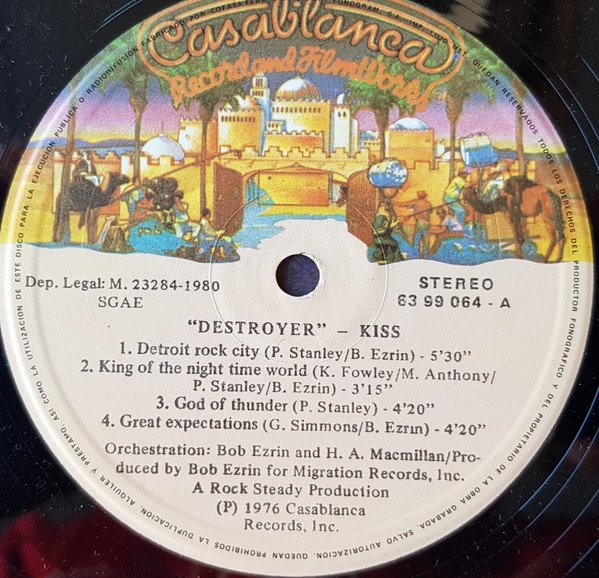 Casablanca
Record and FilmWorks
FABRICADO POR COFASA PE
FONOGRAM, S.A.
QUEDAN RESERVADOS TODOS LOS DERECHOS DEL PRODUCTOR FONOGRAFICO Y DEL PROPIETARIO DE LA OBRA GRABADA. SALVO AUTORIZACION, QUEDAN PROHIBIDOS LA DUPLICACION, ALQUILER Y PRESTAMO, ASI COMO LA UTILIZACION DE ESTE DISCO PARA LA EJECUCION PUBLICA O RADIODIFUSION
Dep. Legal: M. 23284-1980
SGAE
STEREO
63 99 064 - A
"DESTROYER" – KISS
1. Detroit rock city (P. Stanley/B. Ezrin) - 5'30"
2. King of the night time world (K. Fowley/M. Anthony/
P. Stanley/B. Ezrin) - 3'15"
3. God of thunder (P. Stanley) - 4'20"
4. Great expectations (G. Simmons/B. Ezrin) - 4'20"
Orchestration: Bob Ezrin and H. A. Macmillan/Pro-
duced by Bob Ezrin for Migration Records, Inc.
A Rock Steady Production
(P) 1976 Casablanca
Records, Inc.